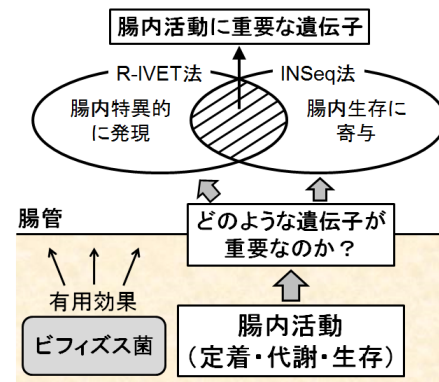 腸内活動に重要な遺伝子
R-IVET法
INSeq法
腸内特異的
に発現
腸内生存に
寄与
腸管
どのような遺伝子が
重要なのか？
有用効果
ビフィズス菌
腸内活動
（定着・代謝・生存）